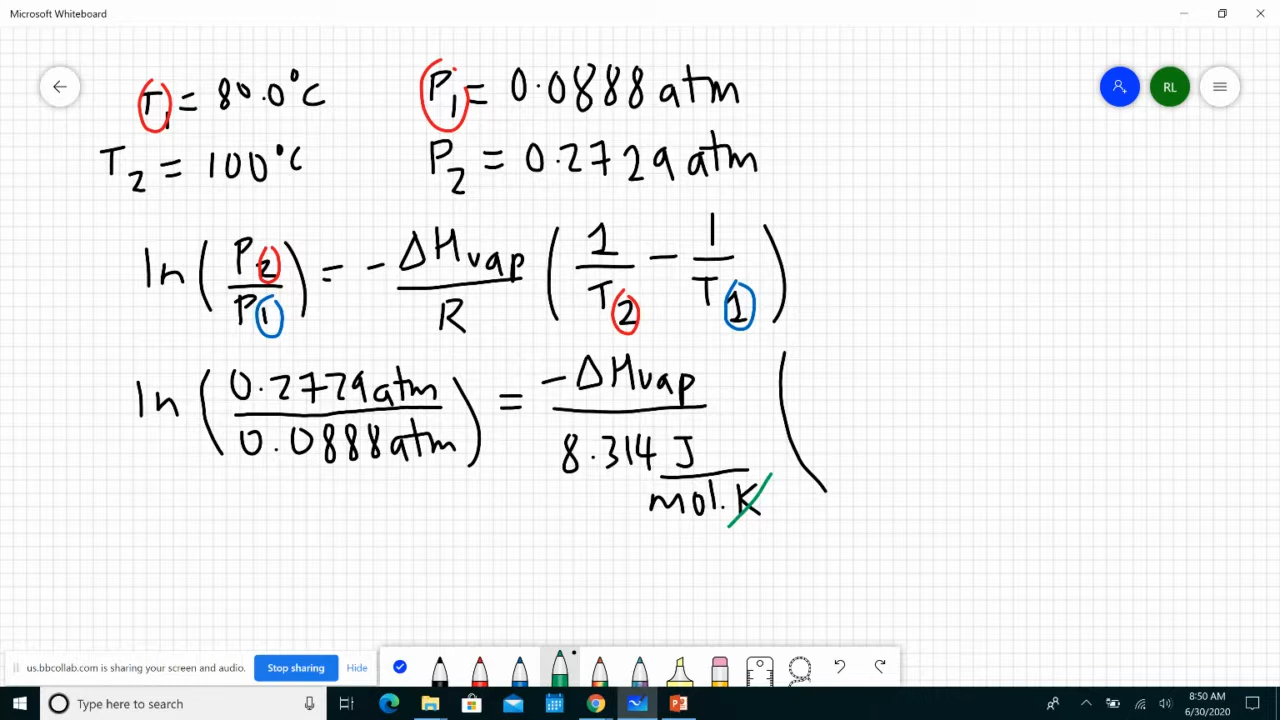 Microsoft Whiteboard
T₁ = 80.0°C P₁ = 0.0888 atm
RL
T₂ = 100°C P₂ = 0.2729 atm
ln(P₂/P₁) = -ΔHvap/R (1/T₂ - 1/T₁)
ln(0.2729 atm/0.0888 atm) = -ΔHvap/8.314 J/mol.K (
us.bbcollab.com is sharing your screen and audio. Stop sharing Hide
Type here to search
8:50 AM
6/30/2020